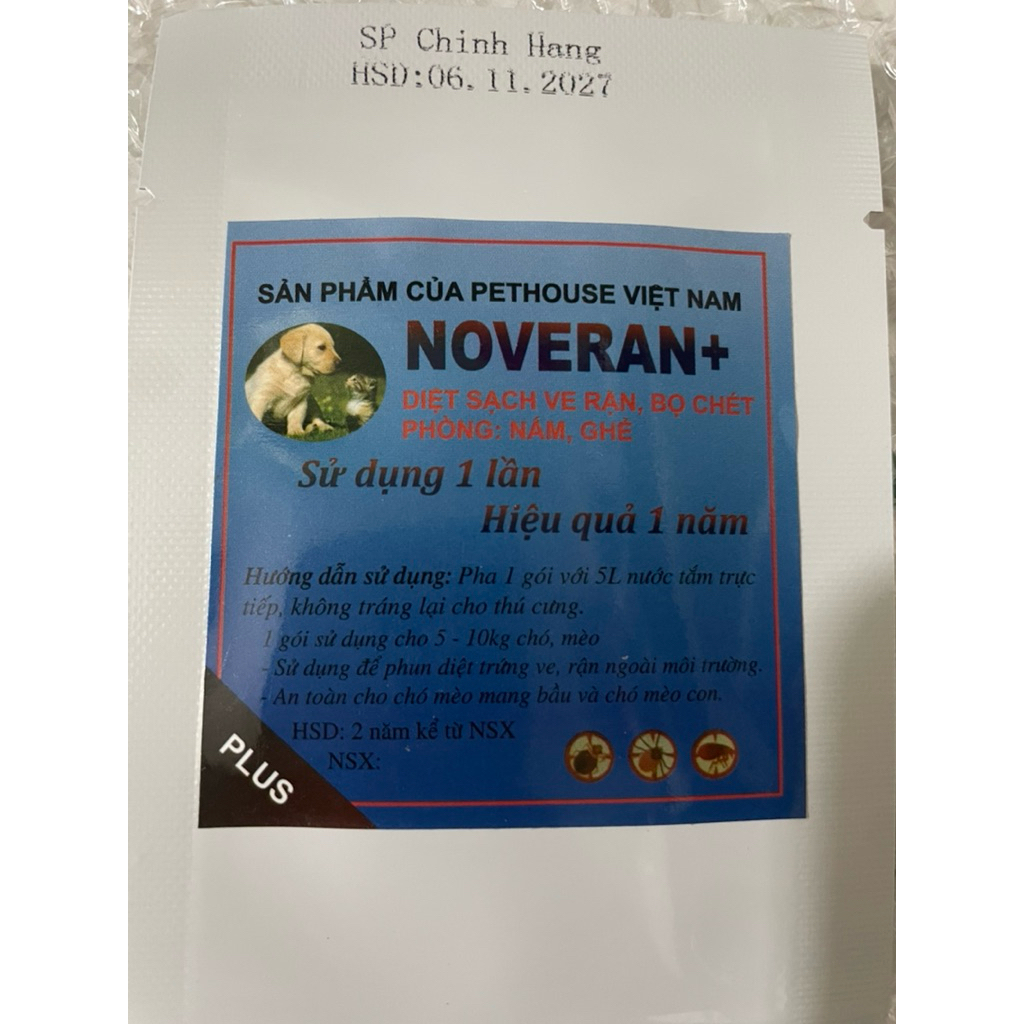 SP Chinh Hang
HSD:06.11.2027
SẢN PHẨM CỦA PETHOUSE VIỆT NAM
NOVERAN+
DIỆT SẠCH VE RẬN, BỌ CHÉT
PHÒNG: NẤM, GHẺ
Sử dụng 1 lần
Hiệu quả 1 năm
Hướng dẫn sử dụng: Pha 1 gói với 5L nước tắm trực
tiếp, không tráng lại cho thú cưng.
1 gói sử dụng cho 5 - 10kg chó, mèo
- Sử dụng để phun diệt trứng ve, rận ngoài môi trường.
- An toàn cho chó mèo mang bầu và chó mèo con.
HSD: 2 năm kể từ NSX
NSX:
PLUS